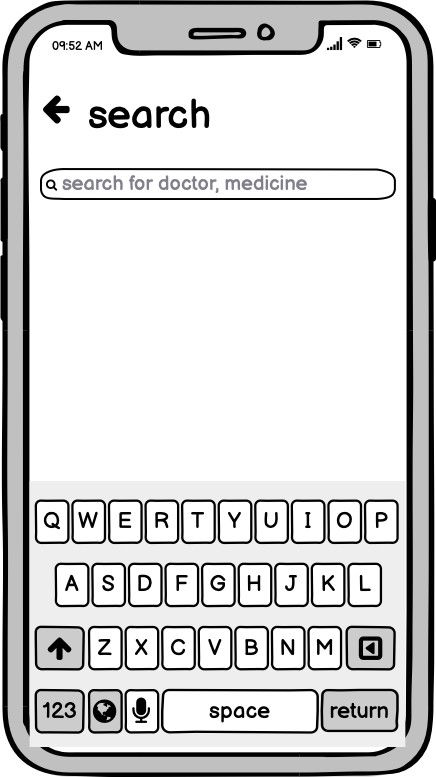 09:52 AM
search
search for doctor, medicine
Q W E R T Y U I O P
A S D F G H J K L
Z X C V B N M
123 space return